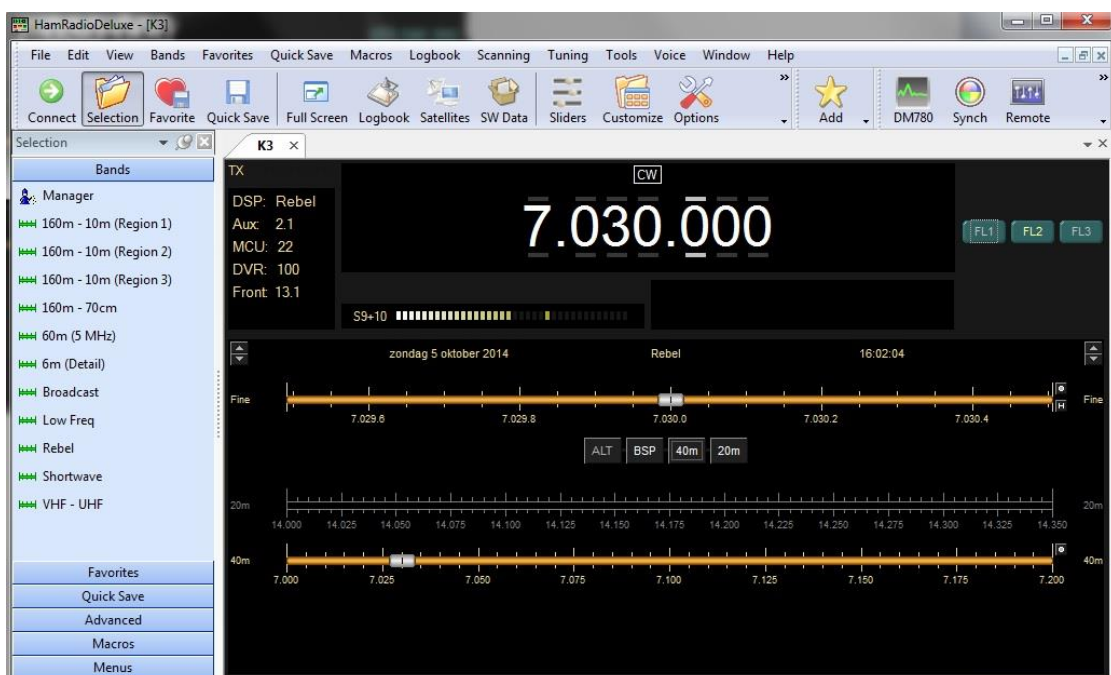 HamRadioDeluxe - [K3]
File Edit View Bands Favorites Quick Save Macros Logbook Scanning Tuning Tools Voice Window Help
Connect Selection Favorite Quick Save Full Screen Logbook Satellites SW Data Sliders Customize Options Add DM780 Synch Remote
Selection
K3
Bands
Manager
160m - 10m (Region 1)
160m - 10m (Region 2)
160m - 10m (Region 3)
160m - 70cm
60m (5 MHz)
6m (Detail)
Broadcast
Low Freq
Rebel
Shortwave
VHF - UHF
Favorites
Quick Save
Advanced
Macros
Menus
TX
DSP: Rebel
Aux: 2.1
MCU: 22
DVR: 100
Front: 13.1
CW
7.030.000
FL1 FL2 FL3
S9+10
zondag 5 oktober 2014 Rebel 16:02:04
Fine Fine
H
7.029.6 7.029.8 7.030.0 7.030.2 7.030.4
ALT BSP 40m 20m
20m 20m
14.000 14.025 14.050 14.075 14.100 14.125 14.150 14.175 14.200 14.225 14.250 14.275 14.300 14.325 14.350
40m 40m
7.000 7.025 7.050 7.075 7.100 7.125 7.150 7.175 7.200